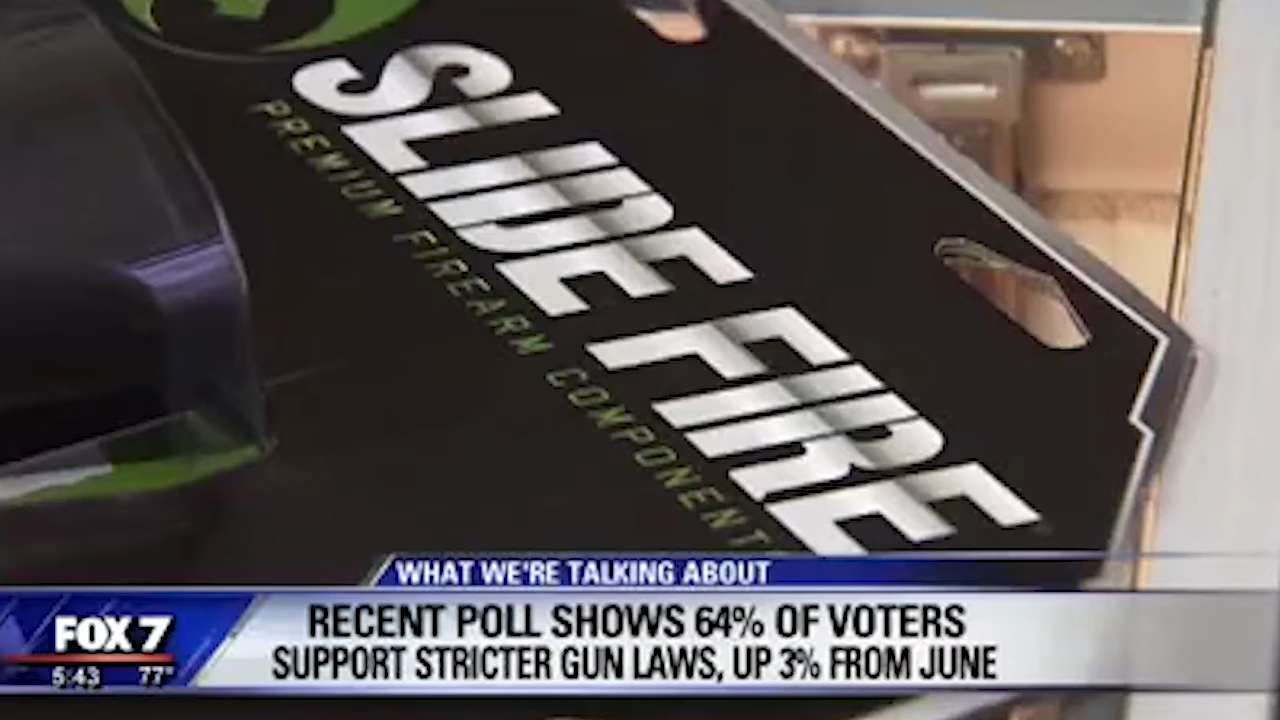 SLIDE FIRE
PREMIUM FIREARM COMPONENTS
WHAT WE'RE TALKING ABOUT
RECENT POLL SHOWS 64% OF VOTERS
SUPPORT STRICTER GUN LAWS, UP 3% FROM JUNE
FOX 7
5:43 77°